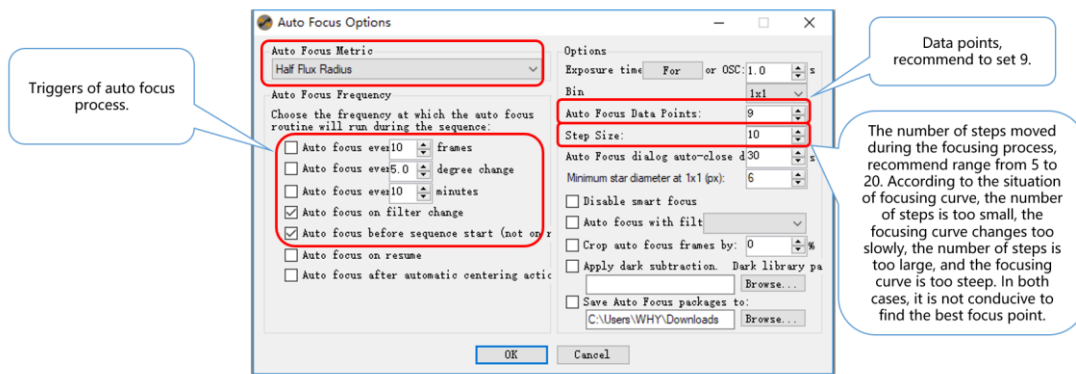 Auto Focus Options
Auto Focus Metric
Half Flux Radius
Auto Focus Frequency
Choose the frequency at which the auto focus
routine will run during the sequence:
Auto focus ever 10 frames
Auto focus ever 5.0 degree change
Auto focus ever 10 minutes
Auto focus on filter change
Auto focus before sequence start (not on r
Auto focus on resume
Auto focus after automatic centering actic
Options
Exposure time For or OSC: 1.0 s
Bin 1x1
Auto Focus Data Points: 9
Step Size: 10
Auto Focus dialog auto-close d 30 s
Minimum star diameter at 1x1 (px): 6
Disable smart focus
Auto focus with filt
Crop auto focus frames by: 0 %
Apply dark subtraction. Dark library pa
Browse...
Save Auto Focus packages to:
C:\Users\WHY\Downloads Browse...
OK Cancel
Triggers of auto focus
process.
Data points,
recommend to set 9.
The number of steps moved
during the focusing process,
recommend range from 5 to
20. According to the situation
of focusing curve, the number
of steps is too small, the
focusing curve changes too
slowly, the number of steps is
too large, and the focusing
curve is too steep. In both
cases, it is not conducive to
find the best focus point.